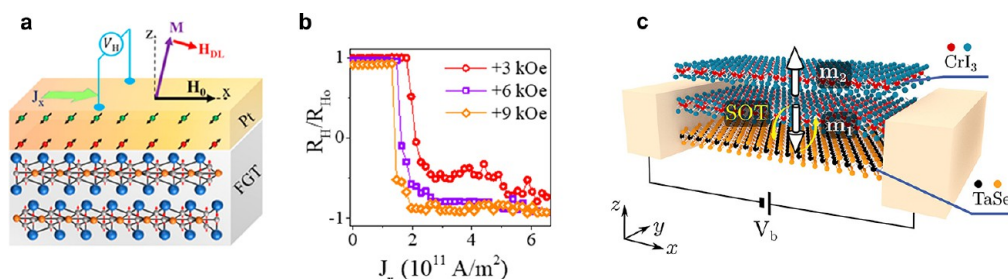 a
V_H
z
M
H_DL
J_x
H_0
x
Pt
FGT
b
R_H/R_Ho
1
0
-1
+3 kOe
+6 kOe
+9 kOe
0 2 4 6
(10^11 A/m^2)
c
CrI_3
m_2
SOT
m_1
TaSe
V_b
z
y
x